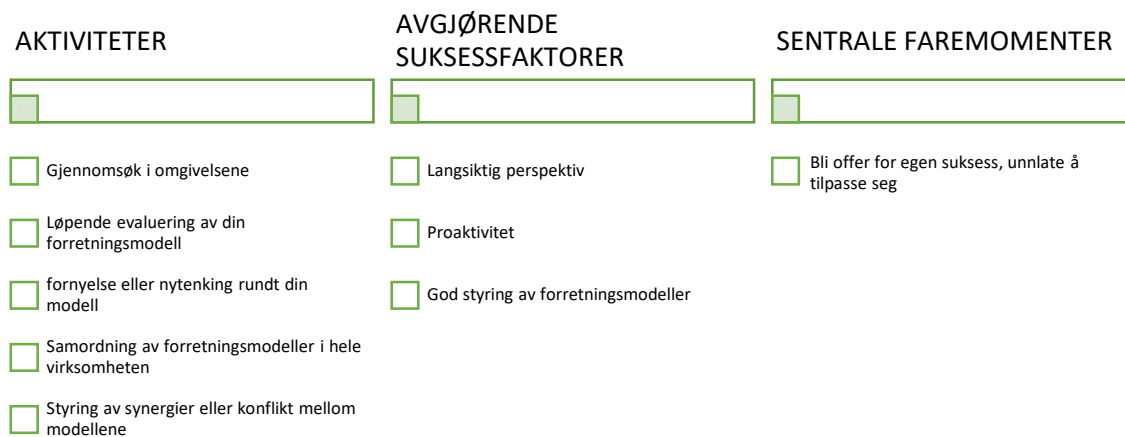 AKTIVITETER
Gjennomsøk i omgivelsene
Løpende evaluering av din
forretningsmodell
fornyelse eller nytenking rundt din
modell
Samordning av forretningsmodeller i hele
virksomheten
Styring av synergier eller konflikt mellom
modellene
AVGJØRENDE
SUKSESSFAKTORER
Langsiktig perspektiv
Proaktivitet
God styring av forretningsmodeller
SENTRALE FAREMOMENTER
Bli offer for egen suksess, unnlate å
tilpasse seg